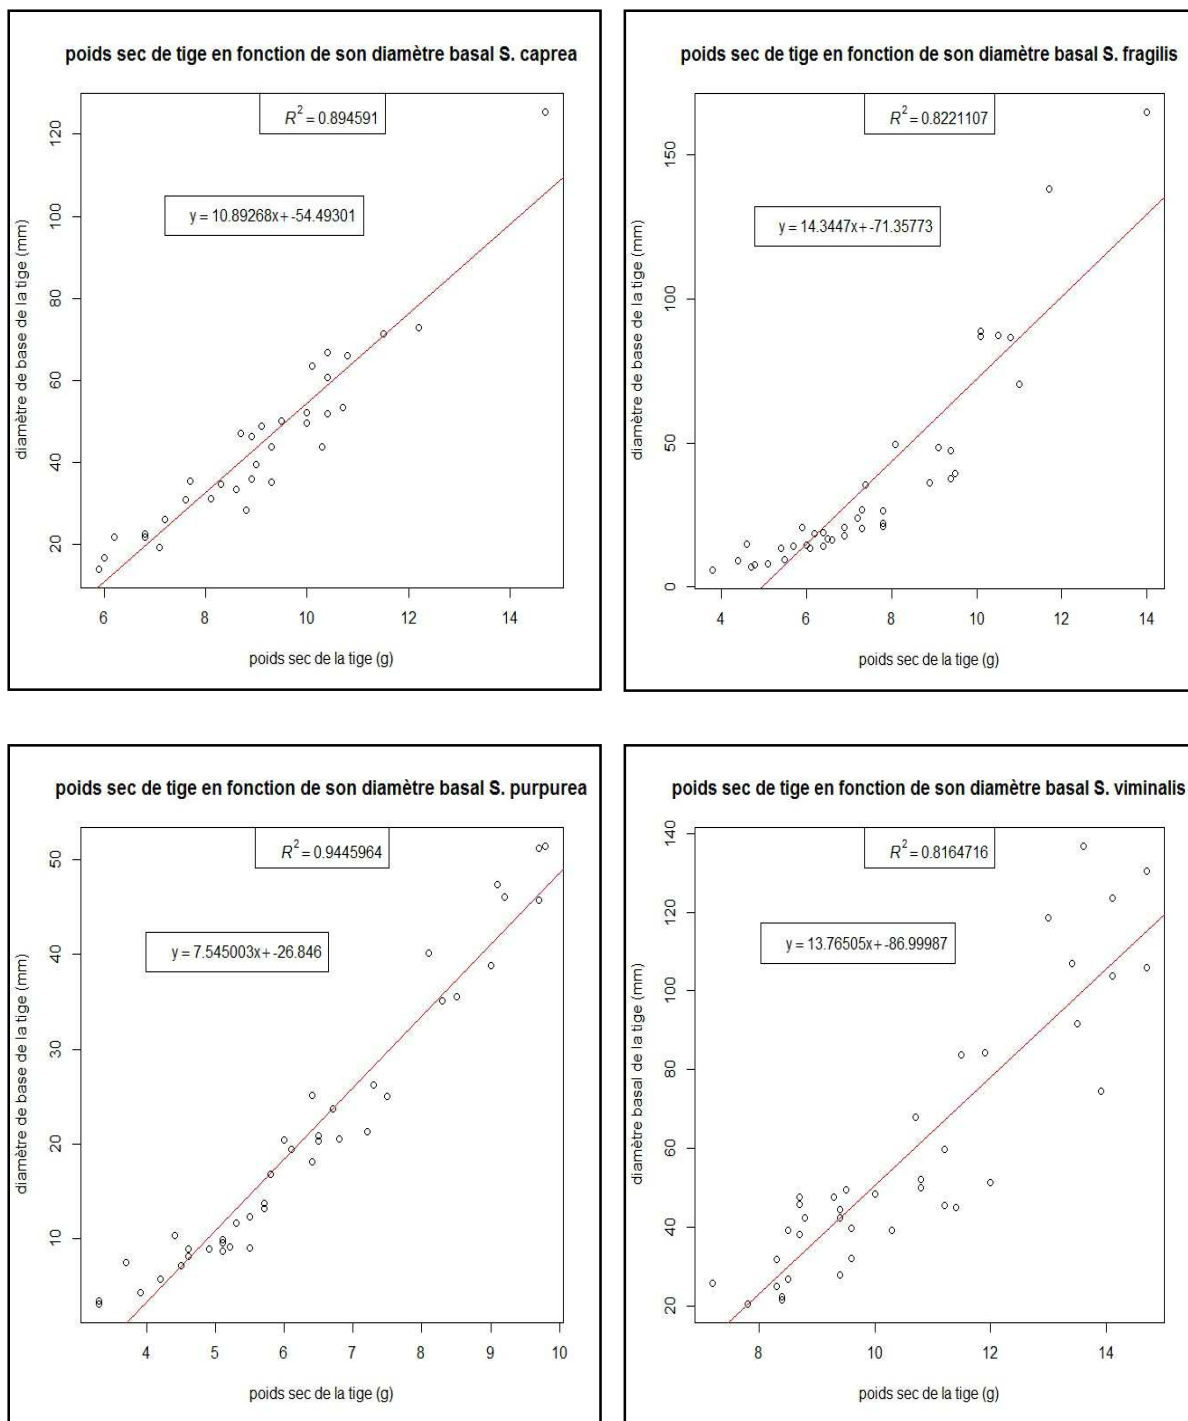 poids sec de tige en fonction de son diamètre basal S. caprea
R² = 0.894591
y = 10.89268x+ -54.49301
diamètre de base de la tige (mm)
120
100
80
60
40
20
6 8 10 12 14
poids sec de la tige (g)
poids sec de tige en fonction de son diamètre basal S. fragilis
R² = 0.8221107
y = 14.3447x+ -71.35773
diamètre de base de la tige (mm)
150
100
50
0
4 6 8 10 12 14
poids sec de la tige (g)
poids sec de tige en fonction de son diamètre basal S. purpurea
R² = 0.9445964
y = 7.545003x+ -26.846
diamètre de base de la tige (mm)
50
40
30
20
10
4 5 6 7 8 9 10
poids sec de la tige (g)
poids sec de tige en fonction de son diamètre basal S. viminalis
R² = 0.8164716
y = 13.76505x+ -86.99987
diamètre basal de la tige (mm)
140
120
100
80
60
40
20
8 10 12 14
poids sec de la tige (g)